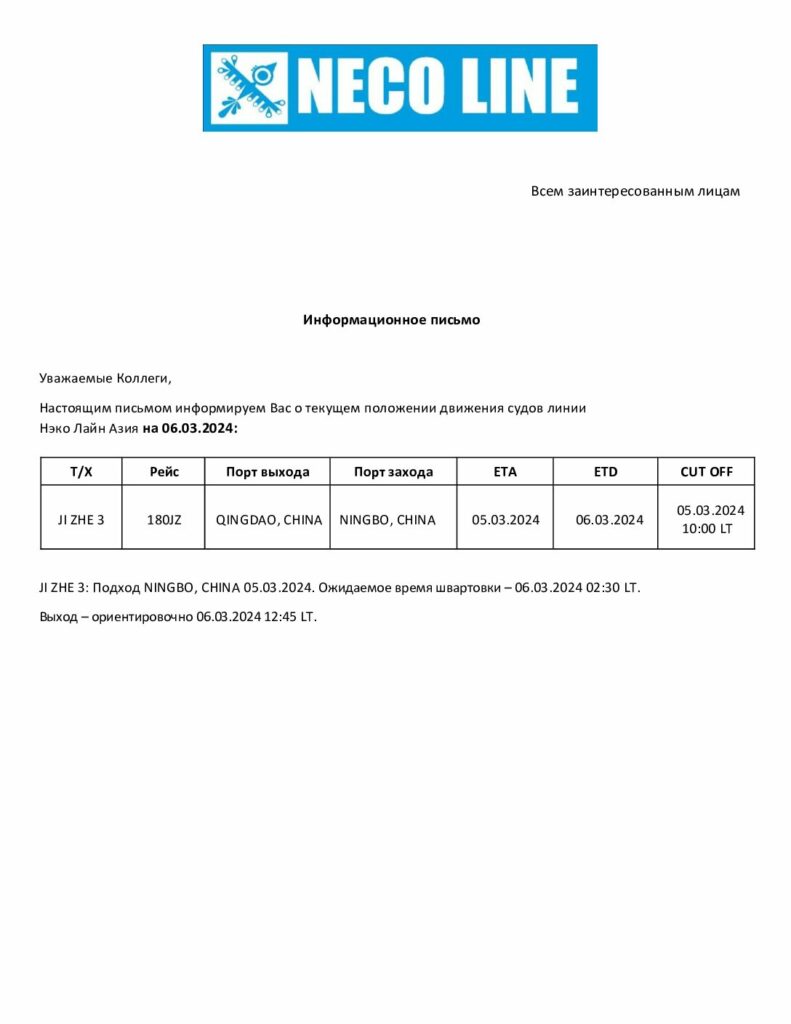 NECO LINE
Всем заинтересованным лицам
Информационное письмо
Уважаемые Коллеги,
Настоящим письмом информируем Вас о текущем положении движения судов линии
Нэко Лайн Азия на 06.03.2024:
Т/Х Рейс Порт выхода Порт захода ETA ETD CUT OFF
JI ZHE 3 180JZ QINGDAO, CHINA NINGBO, CHINA 05.03.2024 06.03.2024 05.03.2024
10:00 LT
JI ZHE 3: Подход NINGBO, CHINA 05.03.2024. Ожидаемое время швартовки – 06.03.2024 02:30 LT.
Выход – ориентировочно 06.03.2024 12:45 LT.